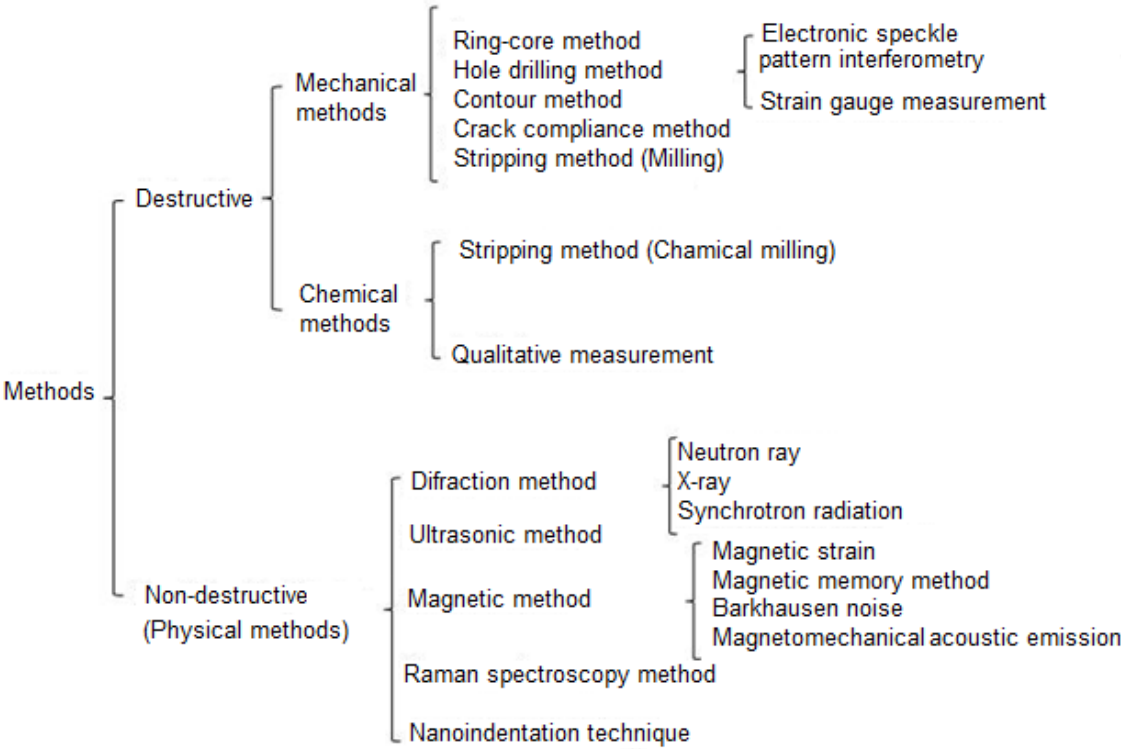 Methods
Destructive
Mechanical
methods
Ring-core method
Hole drilling method
Contour method
Crack compliance method
Stripping method (Milling)
Electronic speckle
pattern interferometry
Strain gauge measurement
Chemical
methods
Stripping method (Chamical milling)
Qualitative measurement
Non-destructive
(Physical methods)
Difraction method
Neutron ray
X-ray
Synchrotron radiation
Ultrasonic method
Magnetic method
Magnetic strain
Magnetic memory method
Barkhausen noise
Magnetomechanical acoustic emission
Raman spectroscopy method
Nanoindentation technique